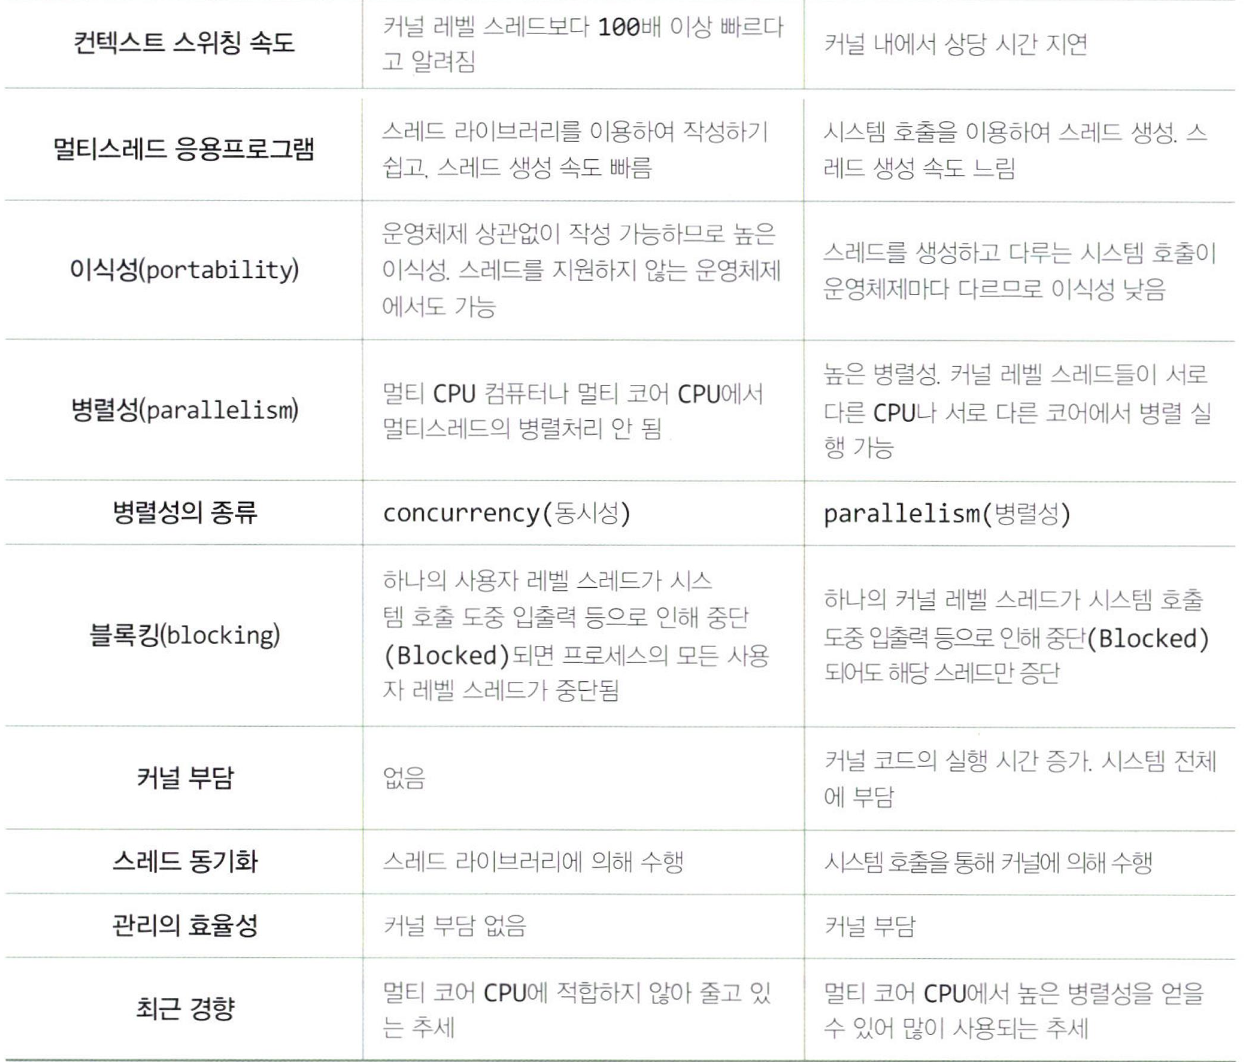 컨텍스트 스위칭 속도
커널 레벨 스레드보다 100배 이상 빠르다
고 알려짐
커널 내에서 상당 시간 지연
멀티스레드 응용프로그램
스레드 라이브러리를 이용하여 작성하기
쉽고, 스레드 생성 속도 빠름
시스템 호출을 이용하여 스레드 생성. 스
레드 생성 속도 느림
이식성(portability)
운영체제 상관없이 작성 가능하므로 높은
이식성. 스레드를 지원하지 않는 운영체제
에서도 가능
스레드를 생성하고 다루는 시스템 호출이
운영체제마다 다르므로 이식성 낮음
병렬성(parallelism)
멀티 CPU 컴퓨터나 멀티 코어 CPU에서
멀티스레드의 병렬처리 안 됨
높은 병렬성. 커널 레벨 스레드들이 서로
다른 CPU나 서로 다른 코어에서 병렬 실
행 가능
병렬성의 종류
concurrency(동시성)
parallelism(병렬성)
블록킹(blocking)
하나의 사용자 레벨 스레드가 시스
템 호출 도중 입출력 등으로 인해 중단
(Blocked)되면 프로세스의 모든 사용
자 레벨 스레드가 중단됨
하나의 커널 레벨 스레드가 시스템 호출
도중 입출력 등으로 인해 중단(Blocked)
되어도 해당 스레드만 증단
커널 부담
없음
커널 코드의 실행 시간 증가. 시스템 전체
에 부담
스레드 동기화
스레드 라이브러리에 의해 수행
시스템 호출을 통해 커널에 의해 수행
관리의 효율성
커널 부담 없음
커널 부담
최근 경향
멀티 코어 CPU에 적합하지 않아 줄고 있
는 추세
멀티 코어 CPU에서 높은 병렬성을 얻을
수 있어 많이 사용되는 추세